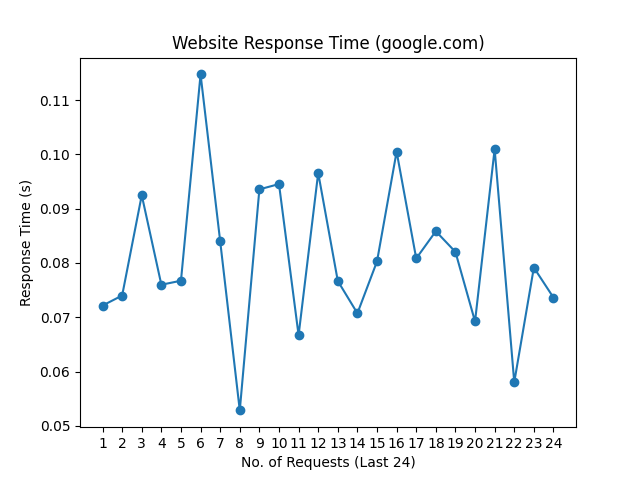 Website Response Time (google.com)
0.11
0.10
0.09
0.08
0.07
0.06
0.05
Response Time (s)
1 2 3 4 5 6 7 8 9 10 11 12 13 14 15 16 17 18 19 20 21 22 23 24
No. of Requests (Last 24)